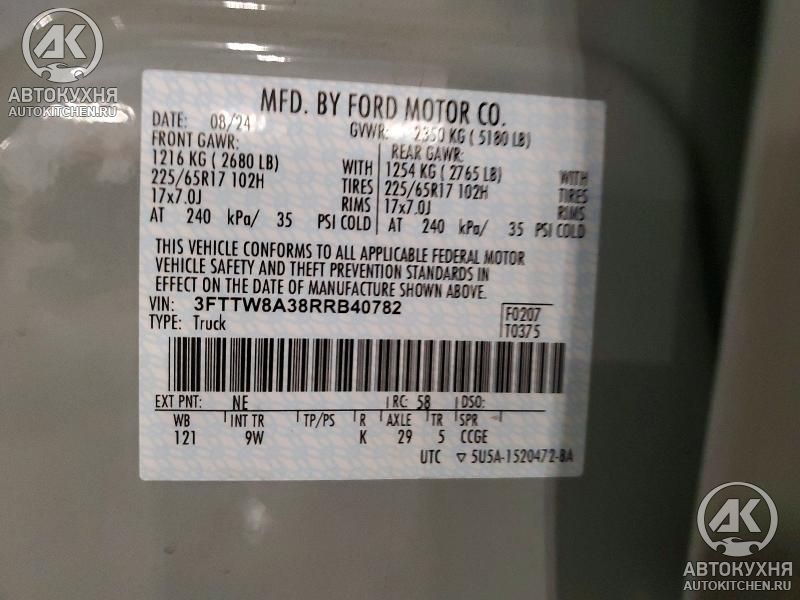 АК
АВТОКУХНЯ
AUTOKITCHEN.RU
MFD. BY FORD MOTOR CO.
DATE: 08/24 GVWR: 2350 KG ( 5180 LB)
FRONT GAWR: REAR GAWR:
1216 KG ( 2680 LB) WITH 1254 KG ( 2765 LB) WITH
225/65R17 102H TIRES 225/65R17 102H TIRES
17x7.0J RIMS 17x7.0J RIMS
AT 240 kPa/ 35 PSI COLD AT 240 kPa/ 35 PSI COLD
THIS VEHICLE CONFORMS TO ALL APPLICABLE FEDERAL MOTOR
VEHICLE SAFETY AND THEFT PREVENTION STANDARDS IN
EFFECT ON THE DATE OF MANUFACTURE SHOWN ABOVE.
VIN: 3FTTW8A38RRB40782 F0207
TYPE: Truck T0375
EXT PNT: NE RC: 58 DSO:
WB INT TR TP/PS R AXLE TR SPR
121 9W K 29 5 CCGE
UTC ▽ 5U5A-1520472-BA
АК
АВТОКУХНЯ
AUTOKITCHEN.RU